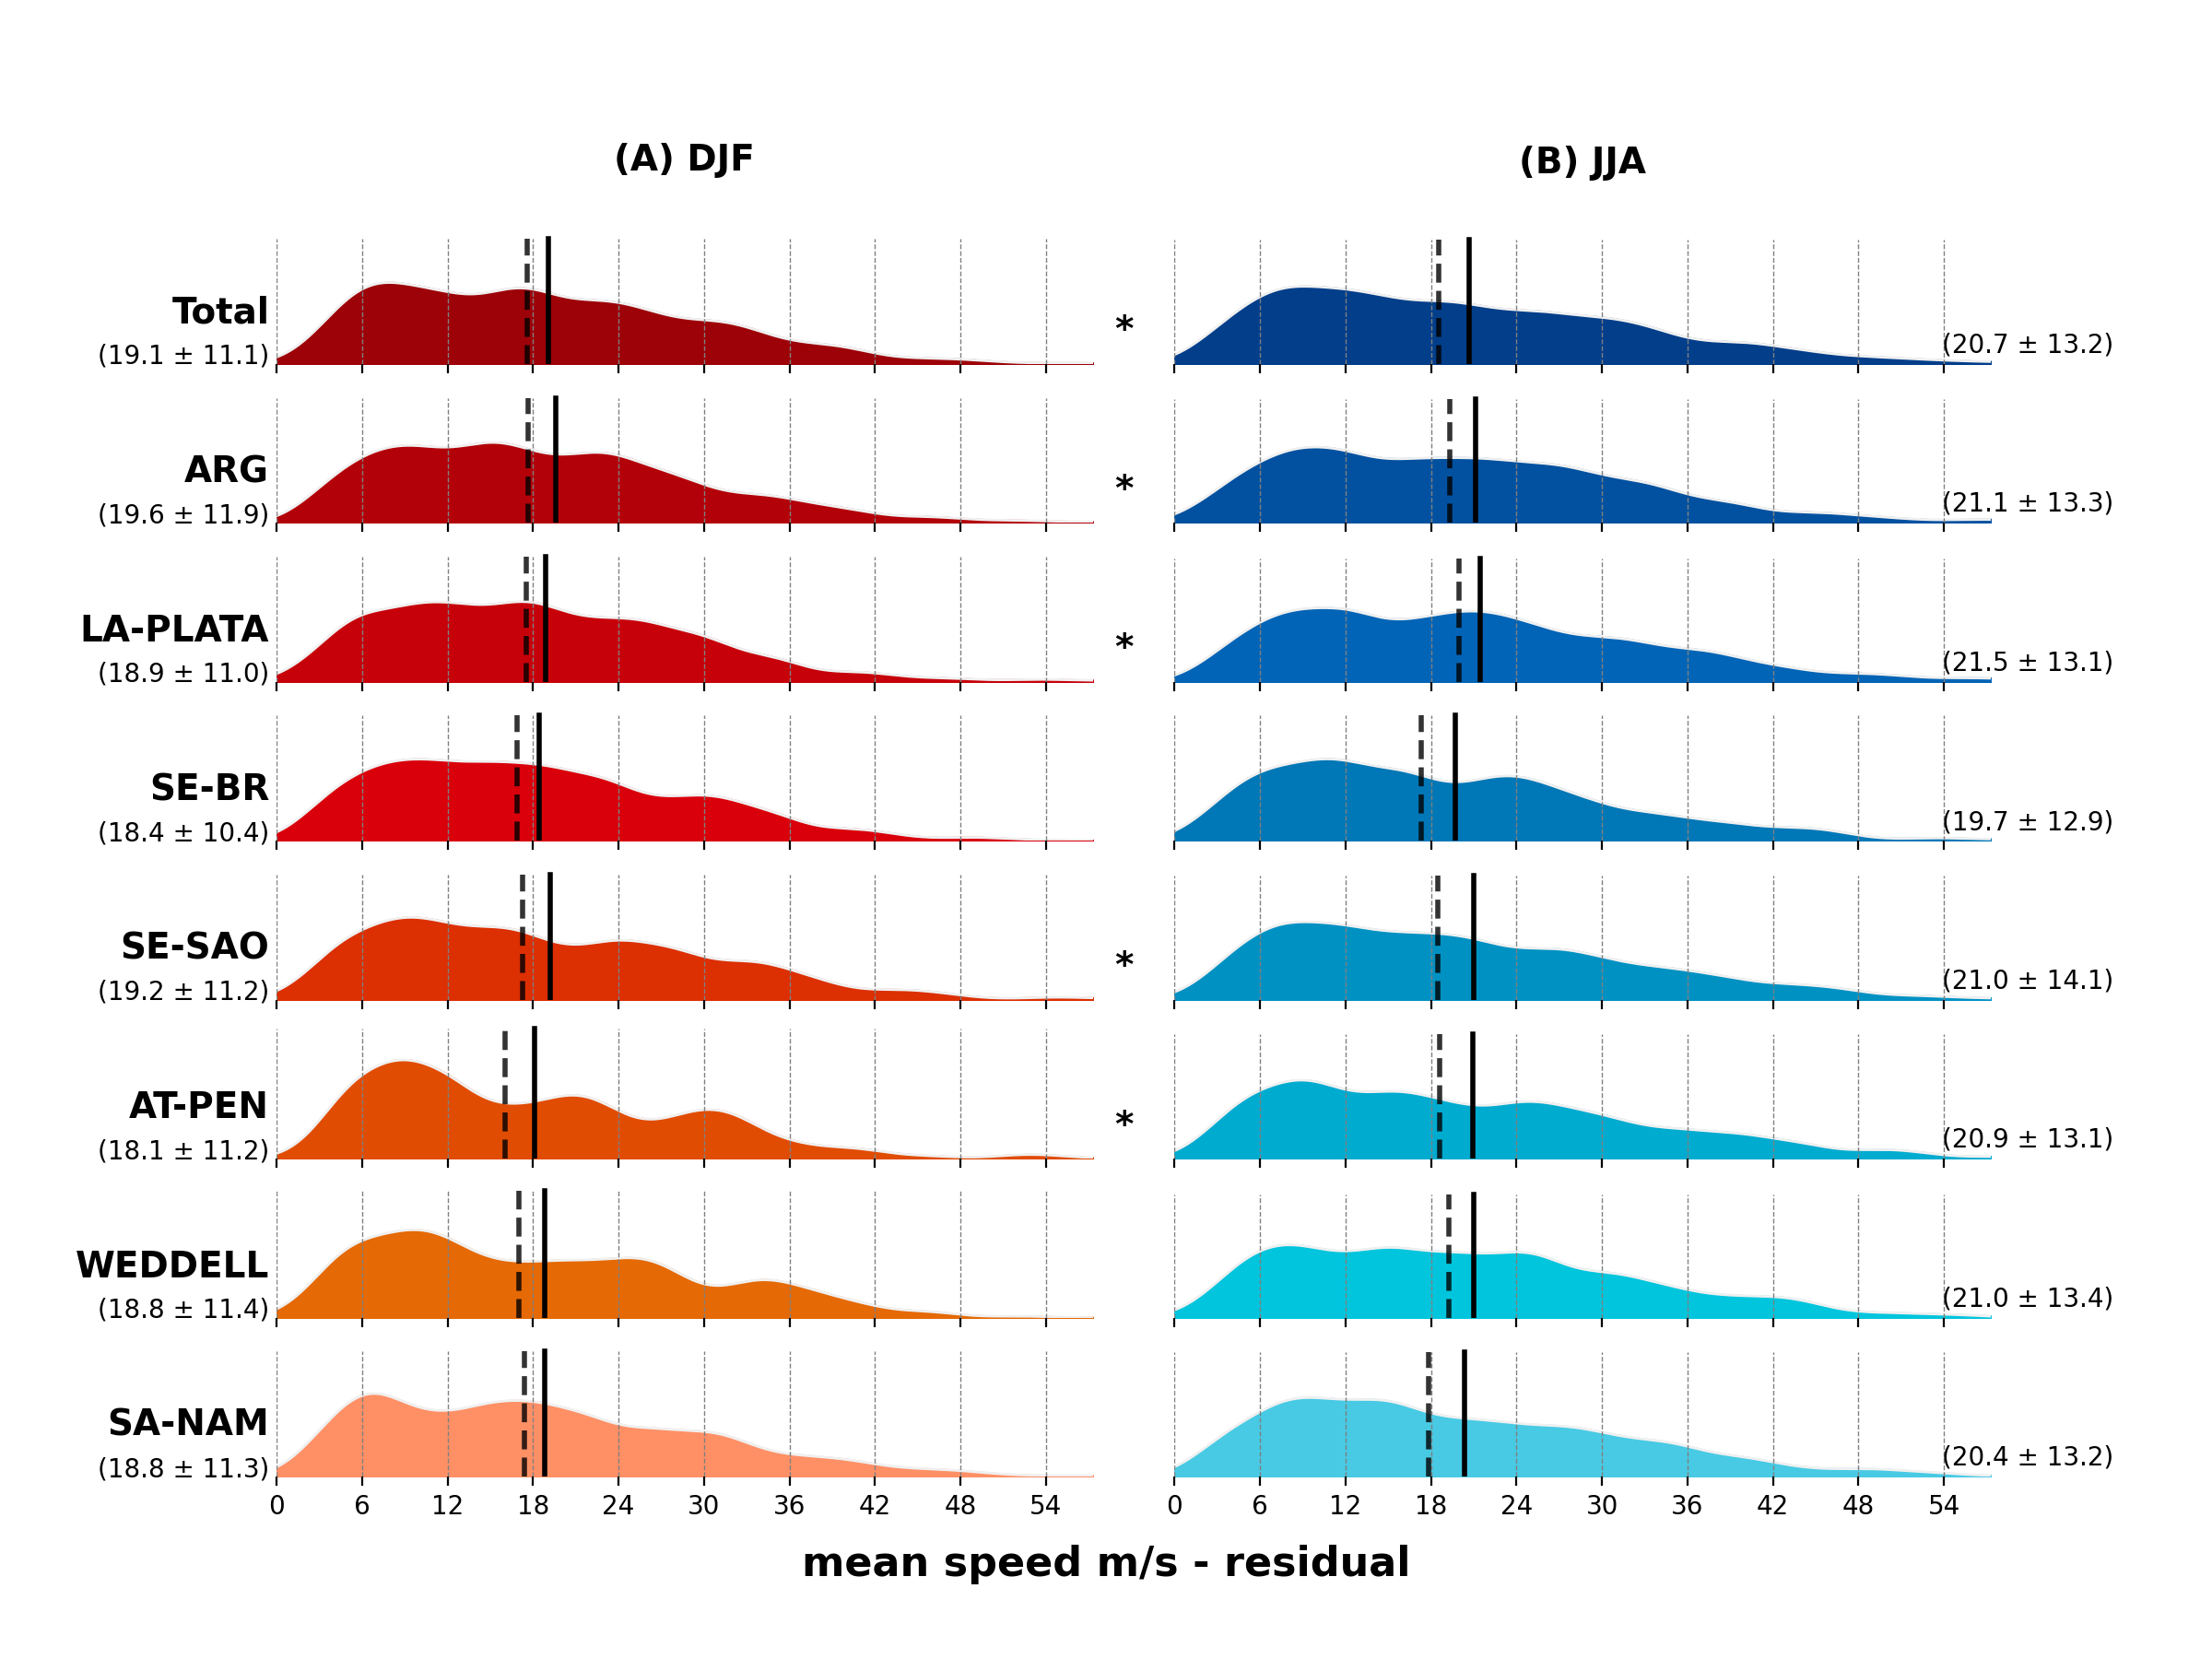 (A) DJF
(B) JJA
Total
(19.1 ± 11.1)
*
(20.7 ± 13.2)
ARG
(19.6 ± 11.9)
*
(21.1 ± 13.3)
LA-PLATA
(18.9 ± 11.0)
*
(21.5 ± 13.1)
SE-BR
(18.4 ± 10.4)
(19.7 ± 12.9)
SE-SAO
(19.2 ± 11.2)
*
(21.0 ± 14.1)
AT-PEN
(18.1 ± 11.2)
*
(20.9 ± 13.1)
WEDDELL
(18.8 ± 11.4)
(21.0 ± 13.4)
SA-NAM
(18.8 ± 11.3)
(20.4 ± 13.2)
0 6 12 18 24 30 36 42 48 54
0 6 12 18 24 30 36 42 48 54
mean speed m/s - residual